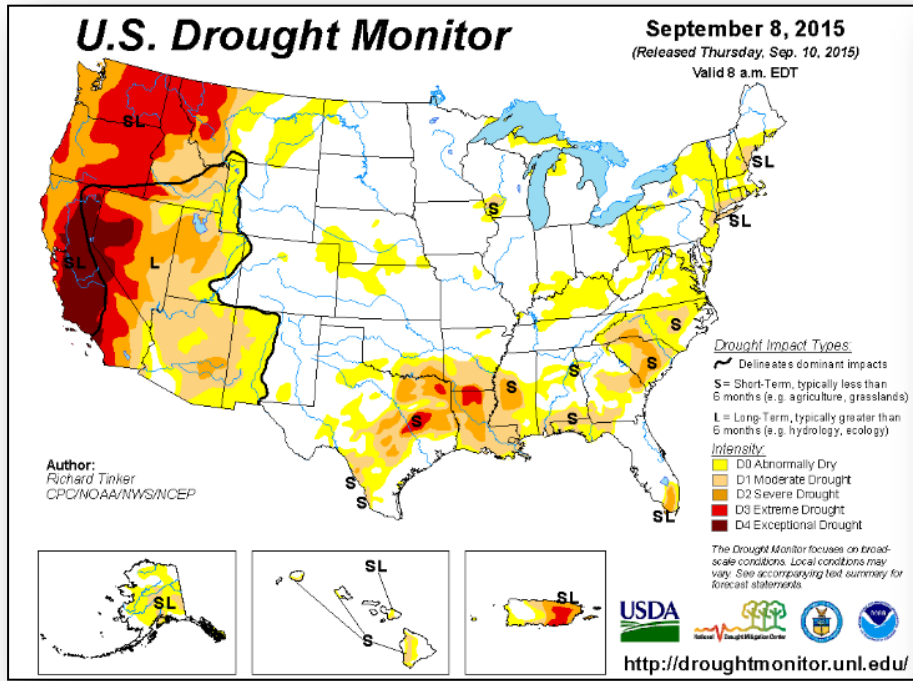 U.S. Drought Monitor
September 8, 2015
(Released Thursday, Sep. 10, 2015)
Valid 8 a.m. EDT
SL
SL
L
S
SL
SL
S
S
S
S
S
S
S
S
SL
Drought Impact Types:
Delineates dominant impacts
S = Short-Term, typically less than
6 months (e.g. agriculture, grasslands)
L = Long-Term, typically greater than
6 months (e.g. hydrology, ecology)
Intensity:
D0 Abnormally Dry
D1 Moderate Drought
D2 Severe Drought
D3 Extreme Drought
D4 Exceptional Drought
Author:
Richard Tinker
CPC/NOAA/NWS/NCEP
The Drought Monitor focuses on broad-
scale conditions. Local conditions may
vary. See accompanying text summary for
forecast statements.
SL
SL
S
SL
USDA
National Drought Mitigation Center
http://droughtmonitor.unl.edu/